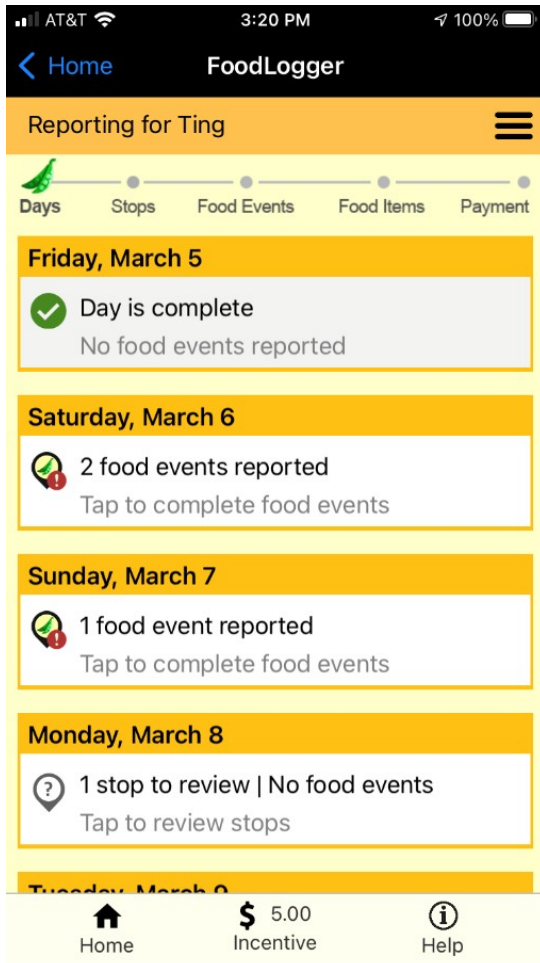 AT&T 3:20 PM 100%
Home FoodLogger
Reporting for Ting
Days Stops Food Events Food Items Payment
Friday, March 5
Day is complete
No food events reported
Saturday, March 6
2 food events reported
Tap to complete food events
Sunday, March 7
1 food event reported
Tap to complete food events
Monday, March 8
1 stop to review | No food events
Tap to review stops
Tuesday, March 9
$ 5.00
Home Incentive Help